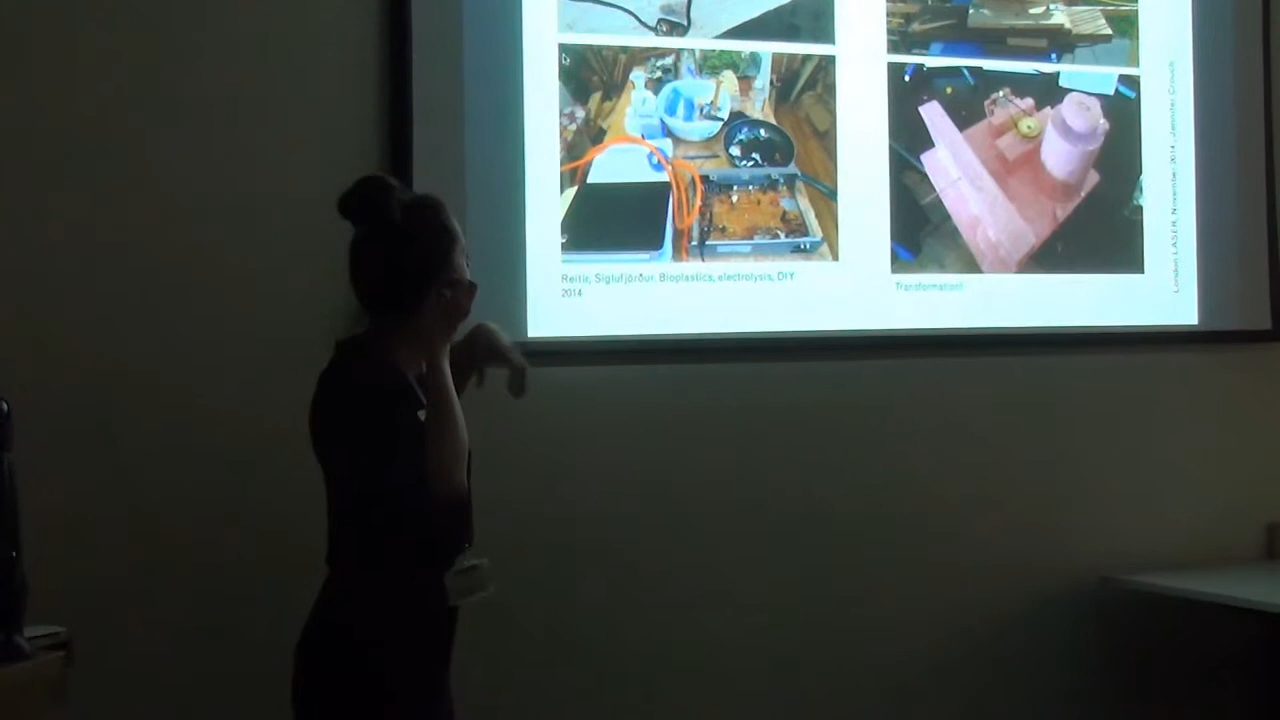 Reitir, Siglufjörður. Bioplastics, electrolysis, DIY
2014
Transformation!
London LASER, November 2014, Jennifer Crouch